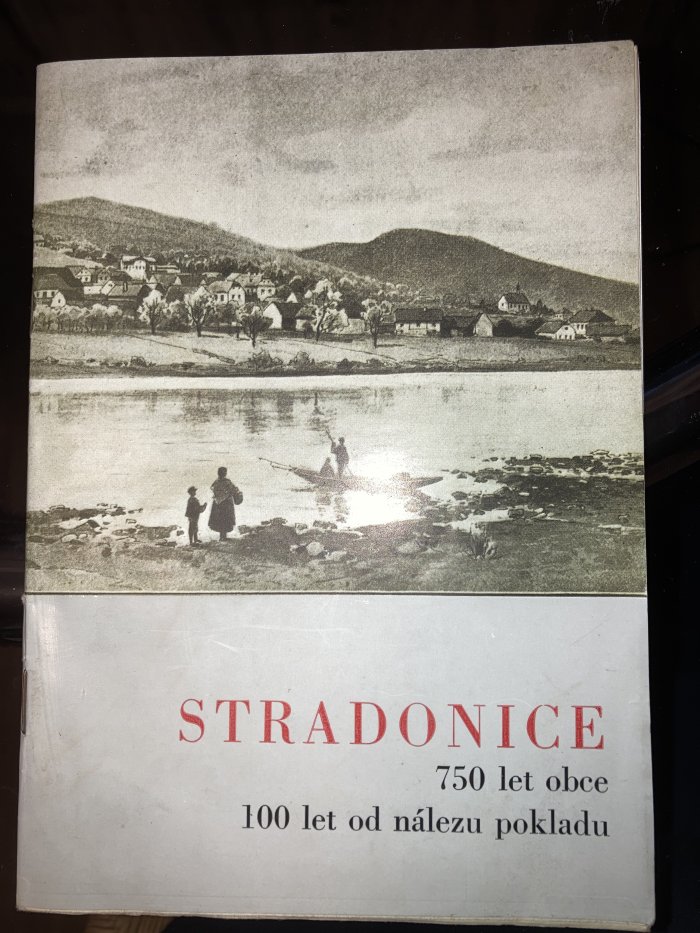 STRADONICE
750 let obce
100 let od nálezu pokladu